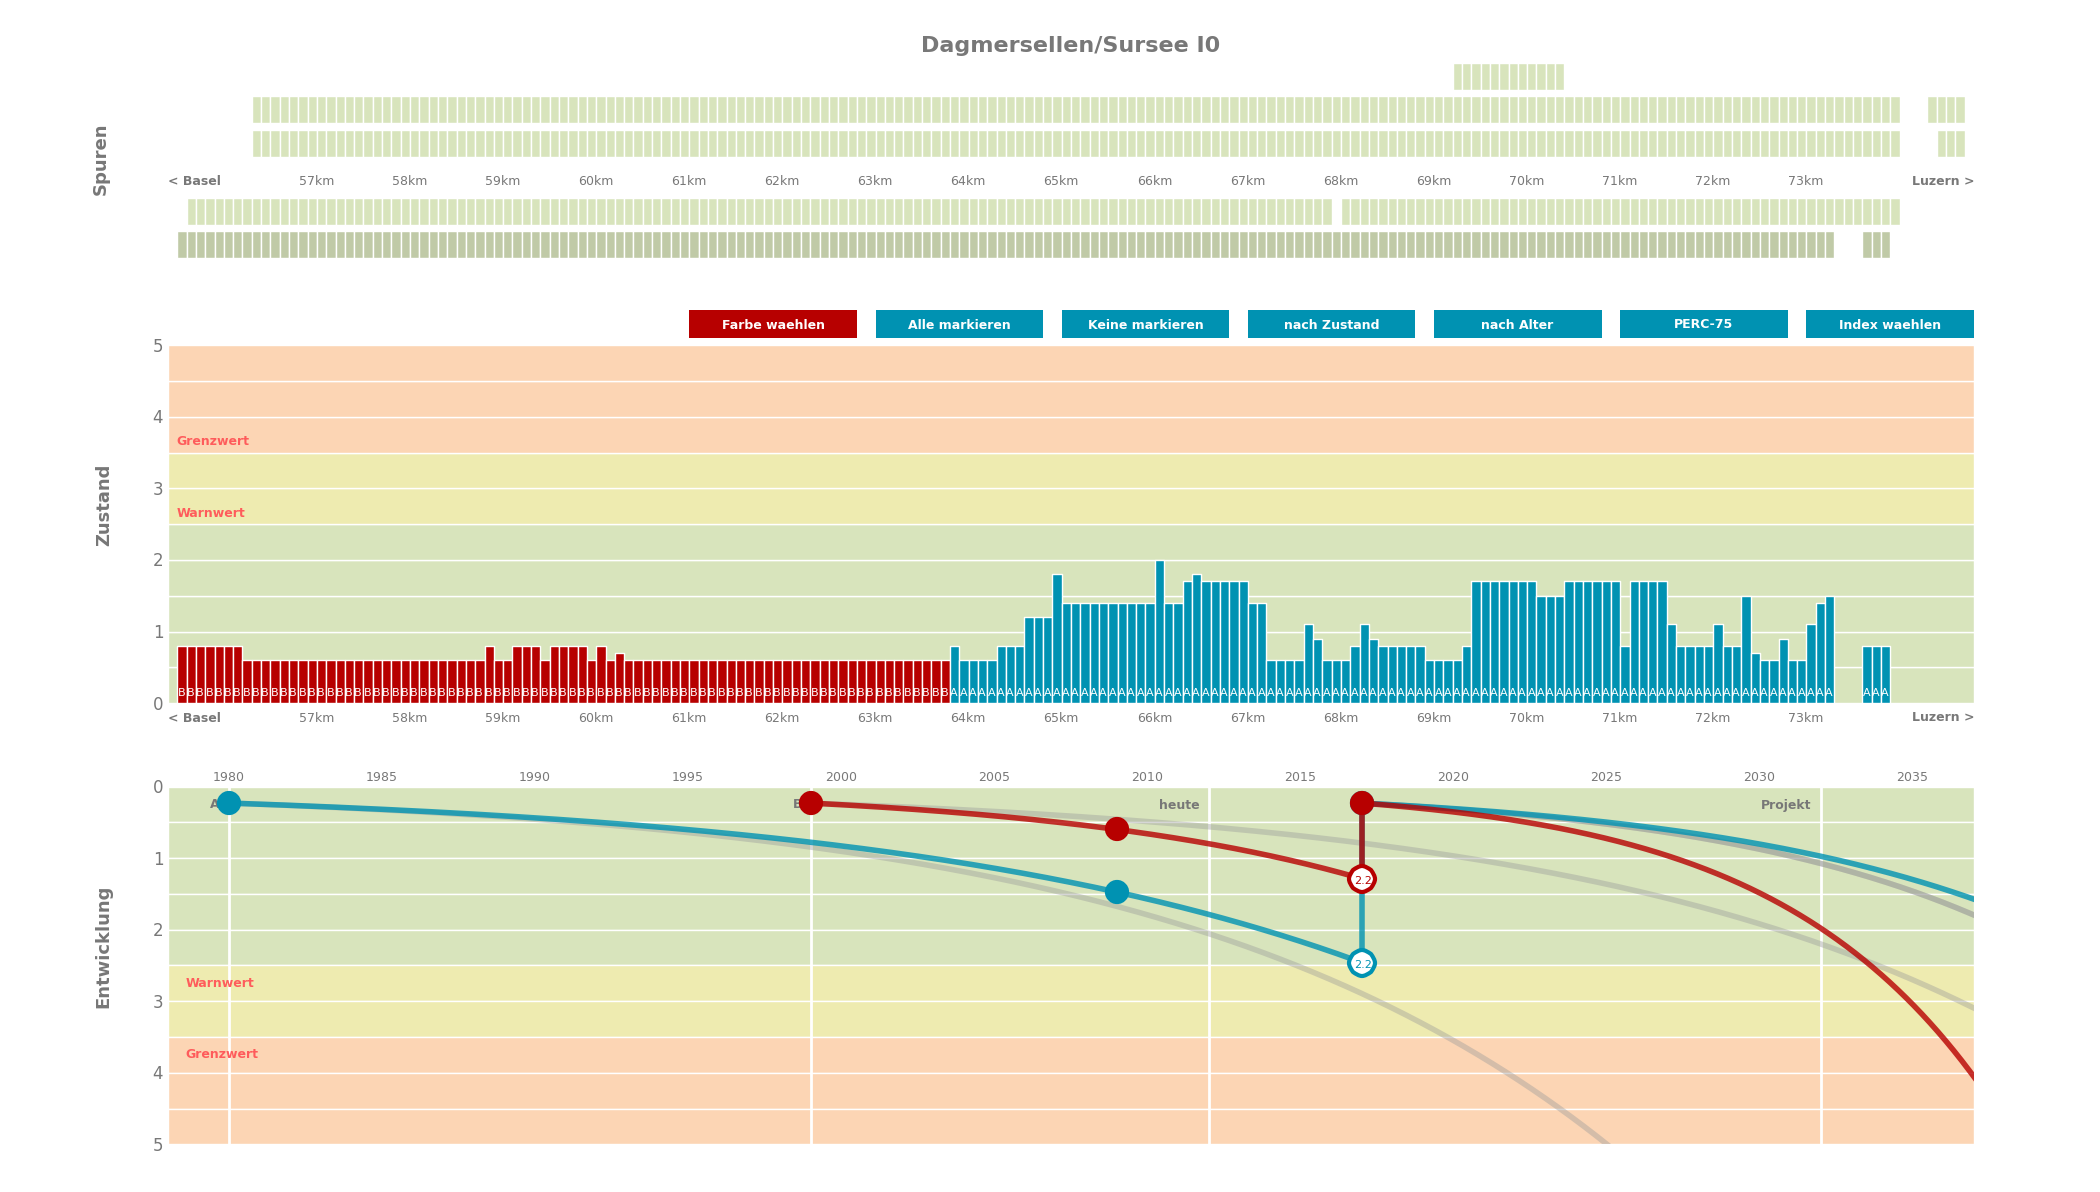 Dagmersellen/Sursee I0
Spuren
< Basel 57km 58km 59km 60km 61km 62km 63km 64km 65km 66km 67km 68km 69km 70km 71km 72km 73km Luzern >
Farbe waehlen Alle markieren Keine markieren nach Zustand nach Alter PERC-75 Index waehlen
Zustand
5
4
Grenzwert
3
Warnwert
2
1
0
< Basel 57km 58km 59km 60km 61km 62km 63km 64km 65km 66km 67km 68km 69km 70km 71km 72km 73km Luzern >
1980 1985 1990 1995 2000 2005 2010 2015 2020 2025 2030 2035
Entwicklung
0
A B heute Projekt
1
2.2
2
2.2
Warnwert
3
Grenzwert
4
5